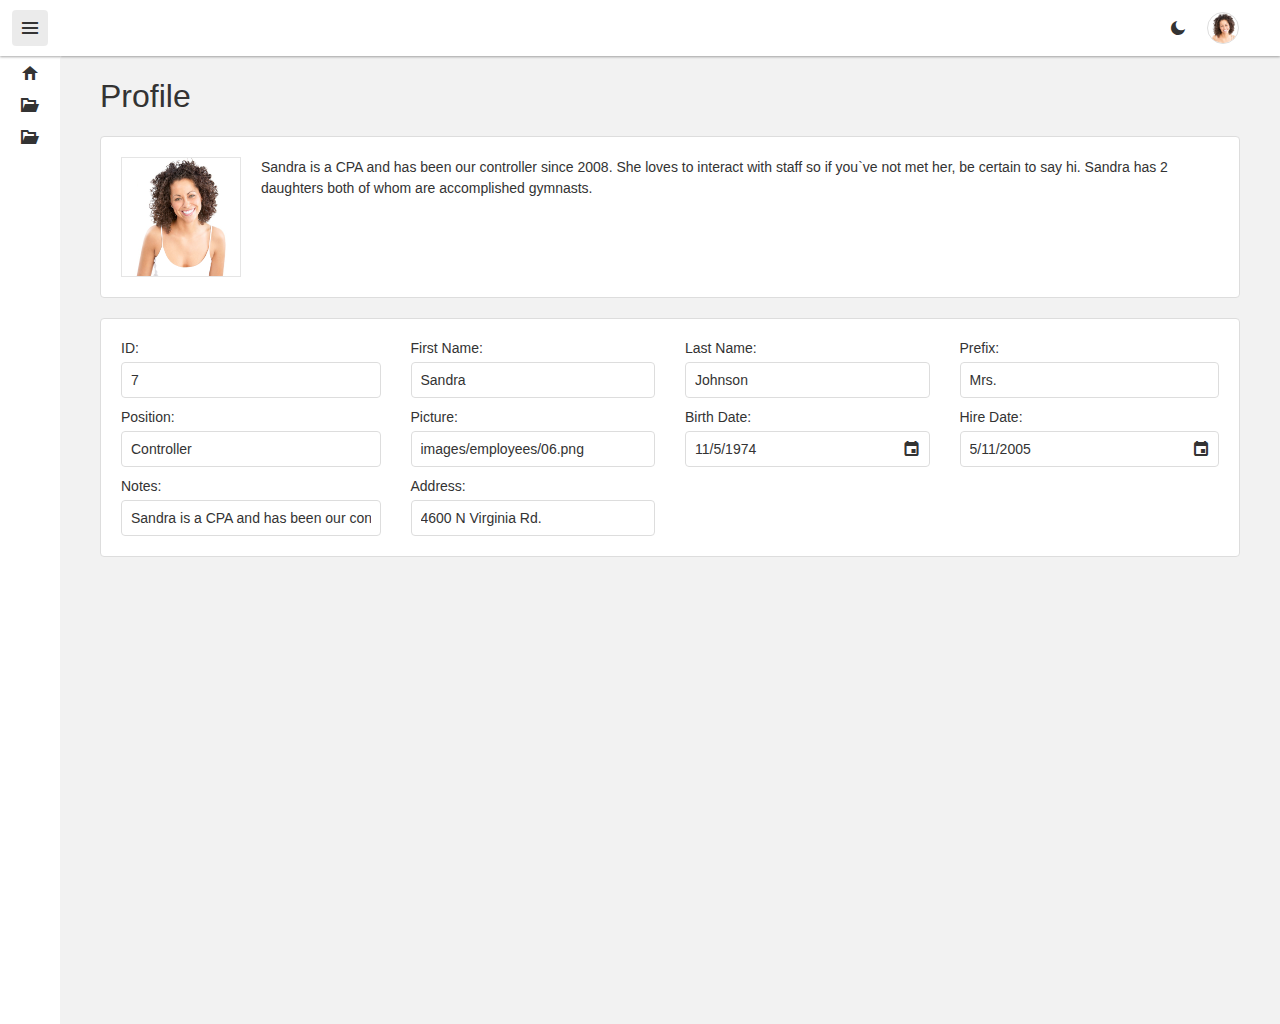 Profile
Sandra is a CPA and has been our controller since 2008. She loves to interact with staff so if you`ve not met her, be certain to say hi. Sandra has 2
daughters both of whom are accomplished gymnasts.
ID:
First Name:
Last Name:
Prefix:
7
Sandra
Johnson
Mrs.
Position:
Picture:
Birth Date:
Hire Date:
Controller
images/employees/06.png
11/5/1974
5/11/2005
Notes:
Address:
Sandra is a CPA and has been our con
4600 N Virginia Rd.